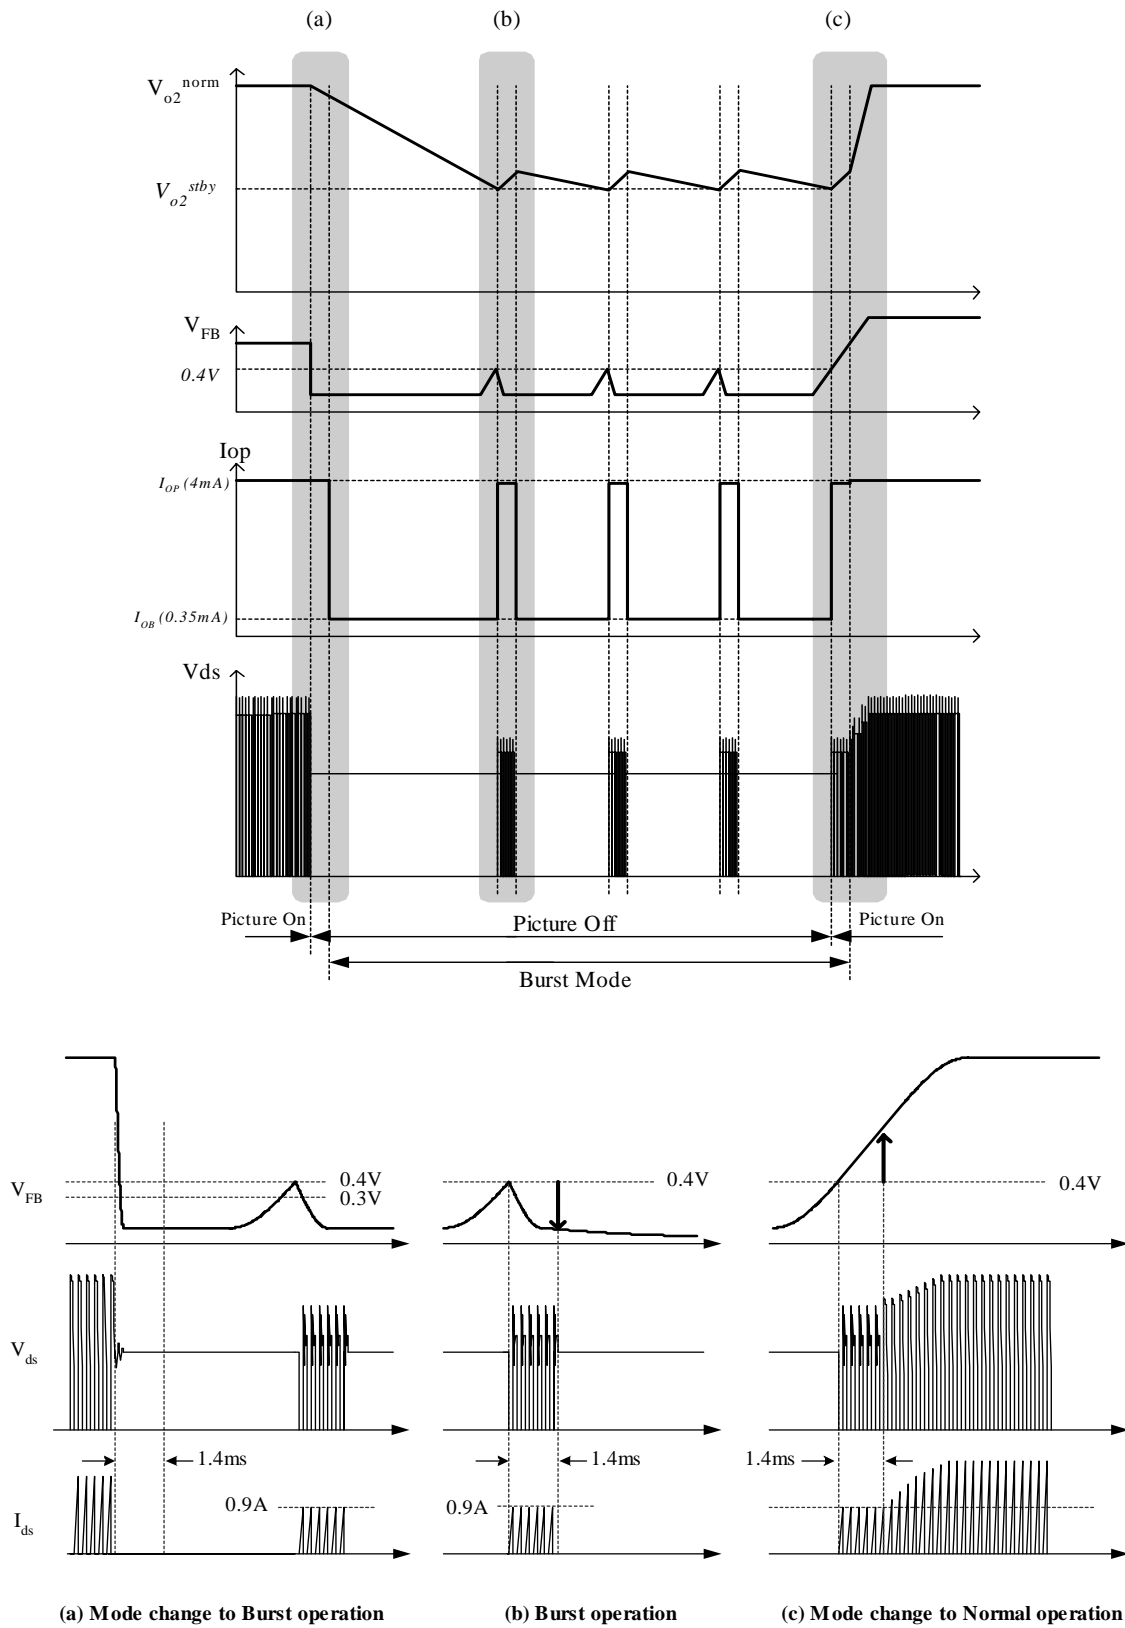 (a) (b) (c)
Vo2norm
Vo2stby
VFB
0.4V
Iop
IOP (4mA)
IOB (0.35mA)
Vds
Picture On Picture Off Picture On
Burst Mode
VFB 0.4V 0.4V 0.4V
0.3V
Vds
1.4ms 1.4ms 1.4ms
0.9A 0.9A
Ids
(a) Mode change to Burst operation (b) Burst operation (c) Mode change to Normal operation